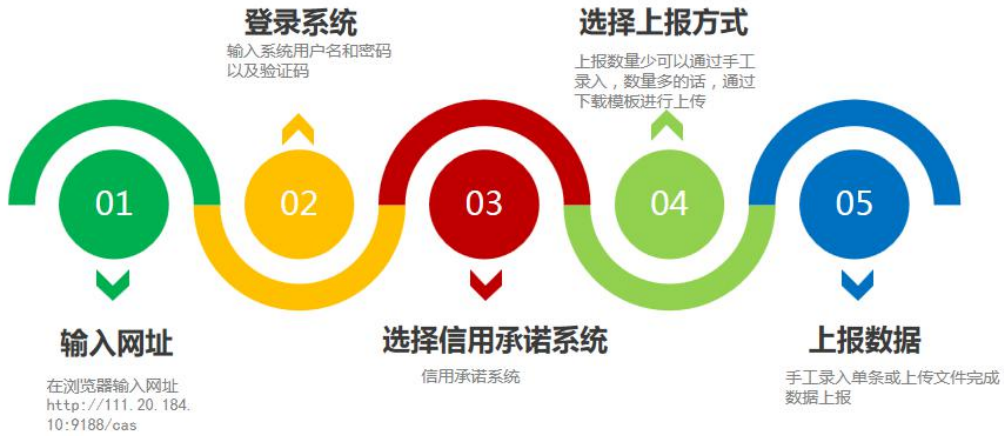 登录系统
输入系统用户名和密码
以及验证码
选择上报方式
上报数量少可以通过手工
录入，数量多的话，通过
下载模板进行上传
01
02
03
04
05
输入网址
在浏览器输入网址
http://111.20.184.
10:9188/cas
选择信用承诺系统
信用承诺系统
上报数据
手工录入单条或上传文件完成
数据上报